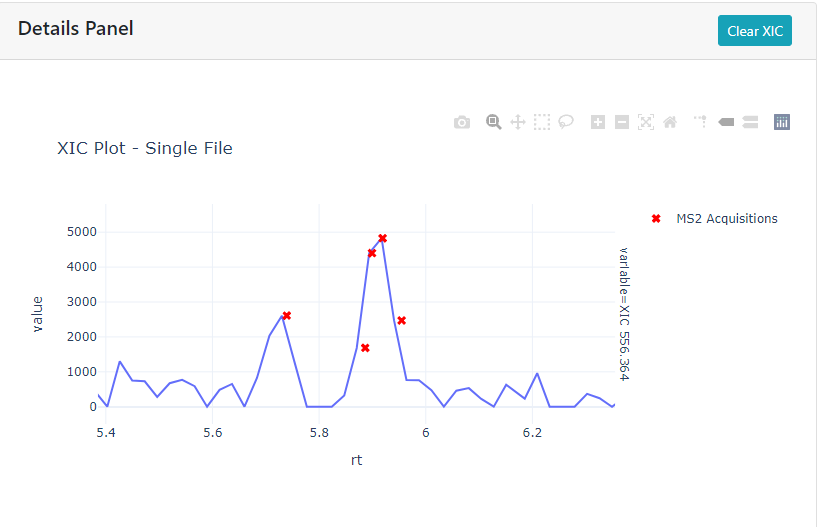 Details Panel
Clear XIC
XIC Plot - Single File
MS2 Acquisitions
5000
4000
3000
2000
1000
0
value
variable=XIC 556.364
5.4
5.6
5.8
6
6.2
rt